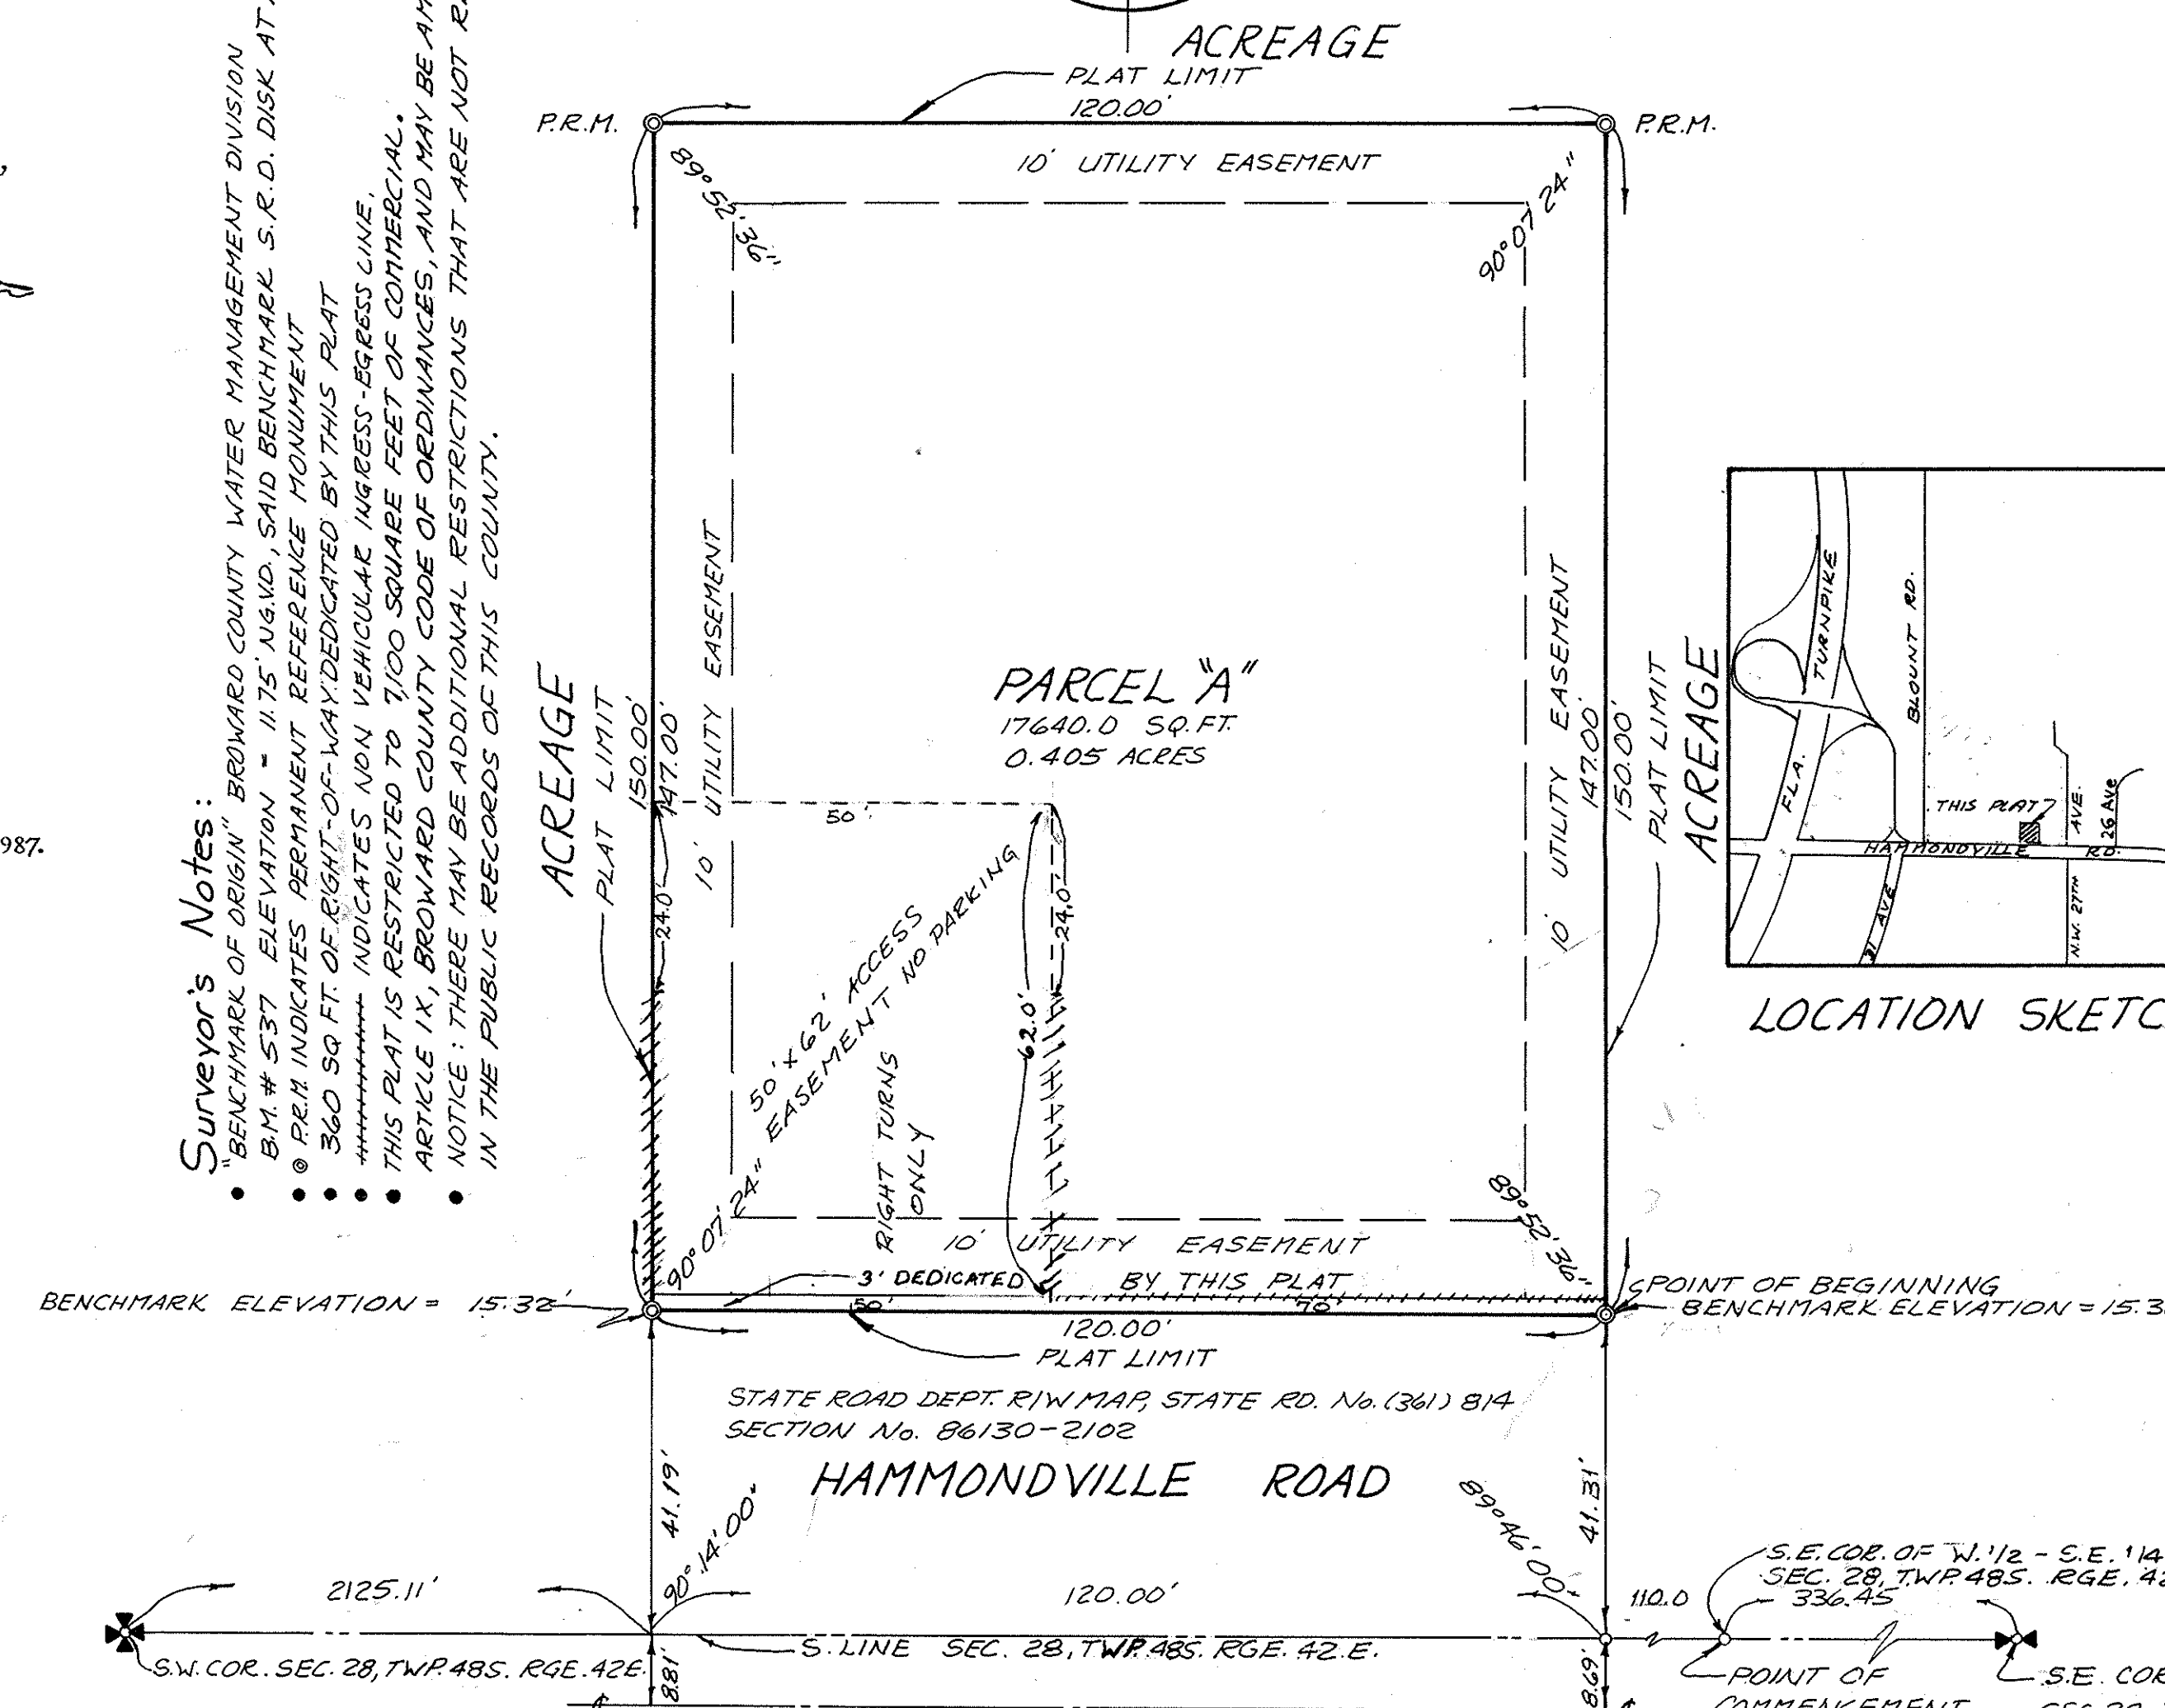 ACREAGE
PLAT LIMIT
120.00'
P.R.M.
P.R.M.
10' UTILITY EASEMENT
89° 52' 36"
90° 07' 24"
Surveyor's Notes:
"BENCHMARK OF ORIGIN" BROWARD COUNTY WATER MANAGEMENT DIVISION
B.M. # 537 ELEVATION = 11.75' N.G.V.D., SAID BENCHMARK S.R.D. DISK AT
P.R.M. INDICATES PERMANENT REFERENCE MONUMENT
360 SQ FT. OF RIGHT-OF-WAY DEDICATED BY THIS PLAT
INDICATES NON VEHICULAR INGRESS-EGRESS LINE.
THIS PLAT IS RESTRICTED TO 7,100 SQUARE FEET OF COMMERCIAL.
ARTICLE IX, BROWARD COUNTY CODE OF ORDINANCES, AND MAY BE
NOTICE: THERE MAY BE ADDITIONAL RESTRICTIONS THAT ARE NOT
IN THE PUBLIC RECORDS OF THIS COUNTY.
987.
ACREAGE
PLAT LIMIT
150.00'
147.00'
10' UTILITY EASEMENT
PARCEL "A"
17640.0 SQ.FT.
0.405 ACRES
10' UTILITY EASEMENT
147.00'
150.00'
PLAT LIMIT
ACREAGE
50'
24.0'
24.0'
62.0'
50' X 62' ACCESS
EASEMENT NO PARKING
RIGHT TURNS
ONLY
FLA. TURNPIKE
BLOUNT RD.
THIS PLAT
HAMMONDVILLE RD.
31 AVE
N.W. 27TH AVE.
26 Ave
LOCATION SKETC
90° 07' 24"
89° 52' 36"
10' UTILITY EASEMENT
3' DEDICATED BY THIS PLAT
50'
70'
BENCHMARK ELEVATION = 15.32'
POINT OF BEGINNING
BENCHMARK ELEVATION = 15.3
120.00'
PLAT LIMIT
STATE ROAD DEPT. R/W MAP, STATE RD. No. (361) 814
SECTION No. 86130-2102
HAMMONDVILLE ROAD
41.19'
41.31'
90° 14' 00"
89° 46' 00"
2125.11'
120.00'
110.0
S.E. COR. OF W. 1/2 - S.E. 1/4
SEC. 28, TWP. 48S. RGE. 42
336.45
S.W. COR. SEC. 28, TWP. 48S. RGE. 42E.
S. LINE SEC. 28, TWP. 48S. RGE. 42.E.
8.81'
8.69'
POINT OF
COMMENCEMENT
S.E. COR